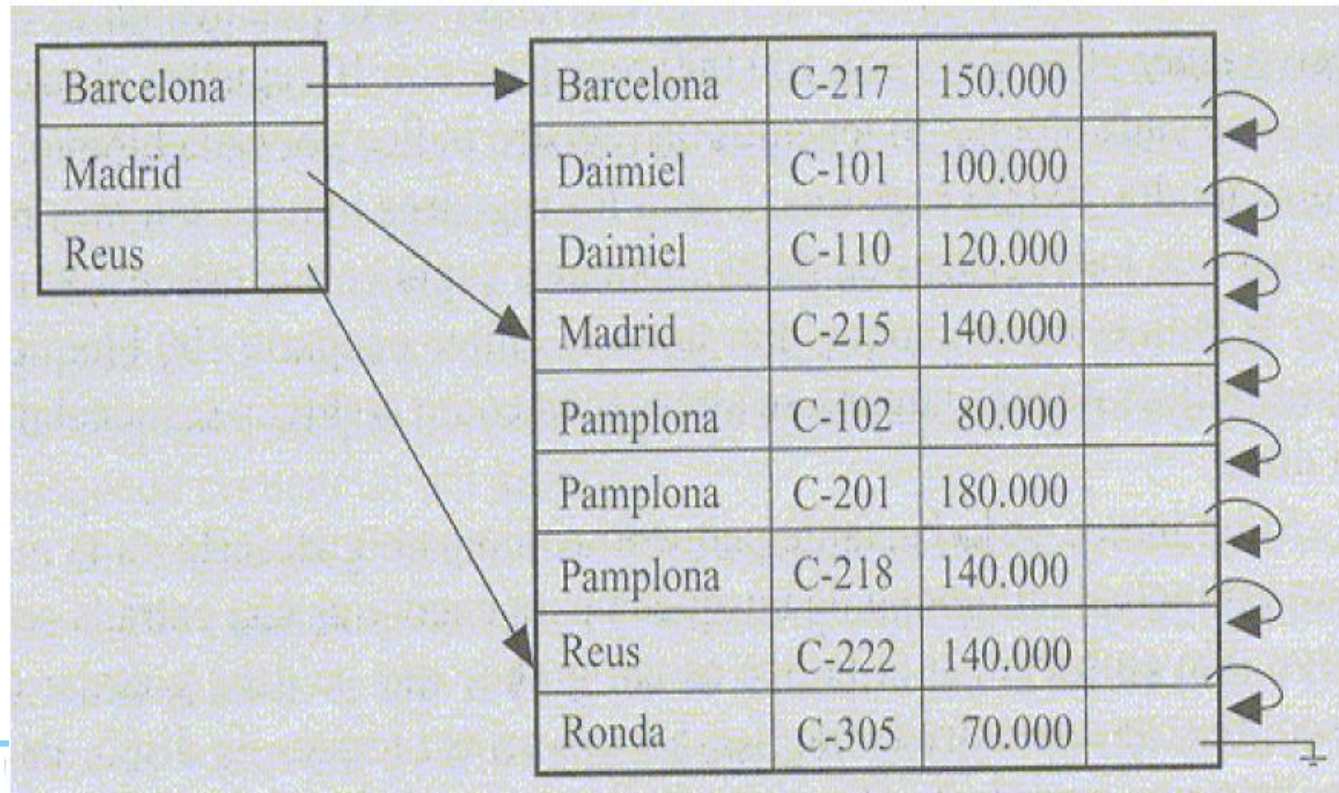 Barcelona
Madrid
Reus
Barcelona C-217 150.000
Daimiel C-101 100.000
Daimiel C-110 120.000
Madrid C-215 140.000
Pamplona C-102 80.000
Pamplona C-201 180.000
Pamplona C-218 140.000
Reus C-222 140.000
Ronda C-305 70.000